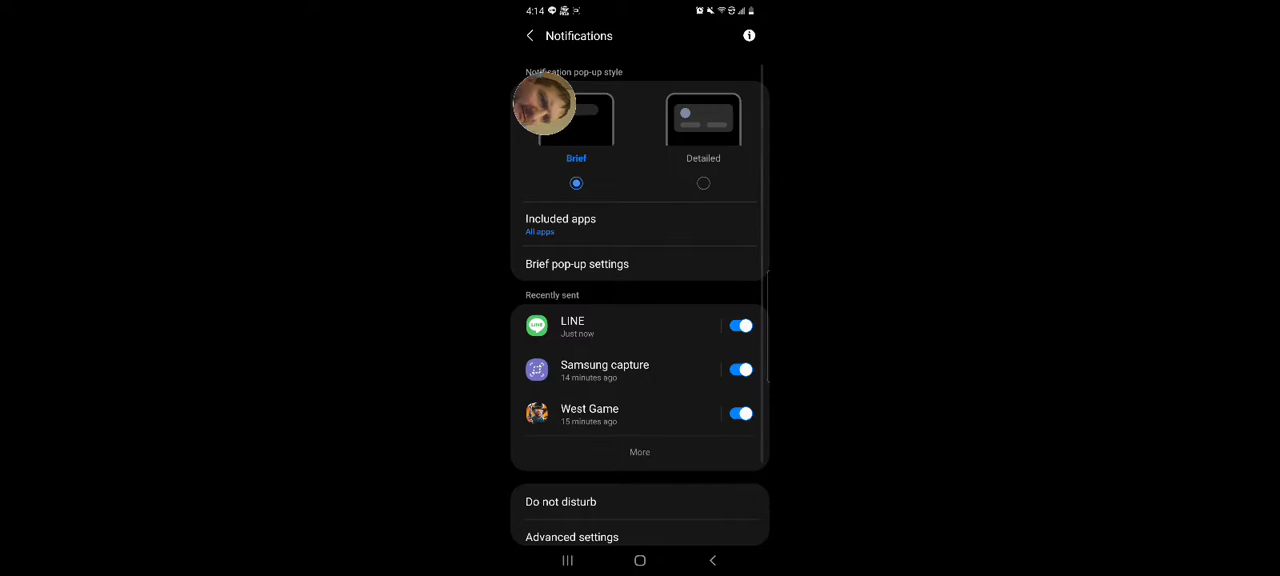 4:14
Notifications
Notification pop-up style
Brief
Detailed
Included apps
All apps
Brief pop-up settings
Recently sent
LINE
LINE
Just now
Samsung capture
14 minutes ago
West Game
15 minutes ago
More
Do not disturb
Advanced settings